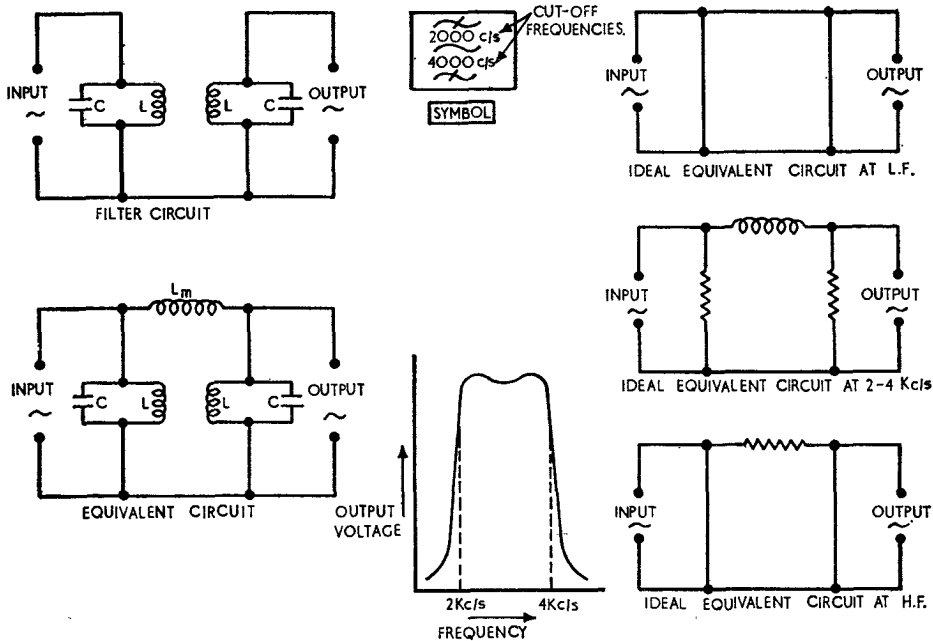 INPUT
C
L
L
C
OUTPUT
FILTER CIRCUIT
2000 c/s
4000 c/s
CUT-OFF
FREQUENCIES.
SYMBOL
INPUT
OUTPUT
IDEAL EQUIVALENT CIRCUIT AT L.F.
Lm
INPUT
C
L
L
C
OUTPUT
EQUIVALENT CIRCUIT
INPUT
OUTPUT
IDEAL EQUIVALENT CIRCUIT AT 2-4 Kc/s
OUTPUT
VOLTAGE
2Kc/s
4Kc/s
FREQUENCY
INPUT
OUTPUT
IDEAL EQUIVALENT CIRCUIT AT H.F.